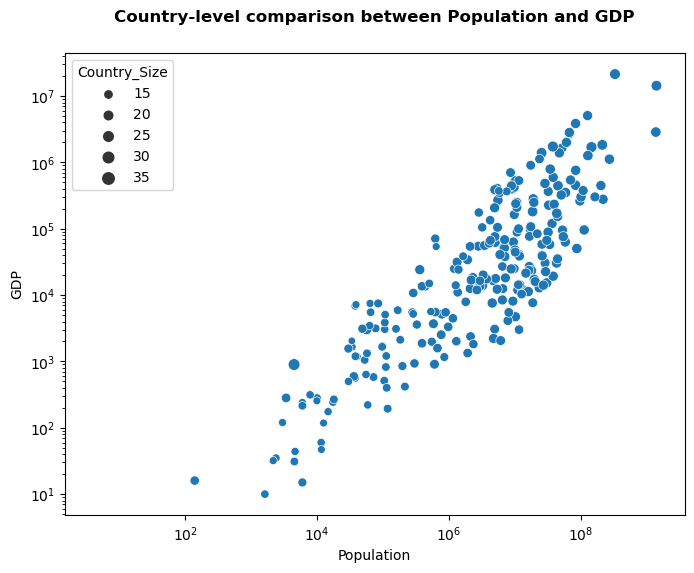 Country-level comparison between Population and GDP
Country_Size
15
20
25
30
35
10⁷
10⁶
10⁵
10⁴
10³
10²
10¹
GDP
10² 10⁴ 10⁶ 10⁸
Population